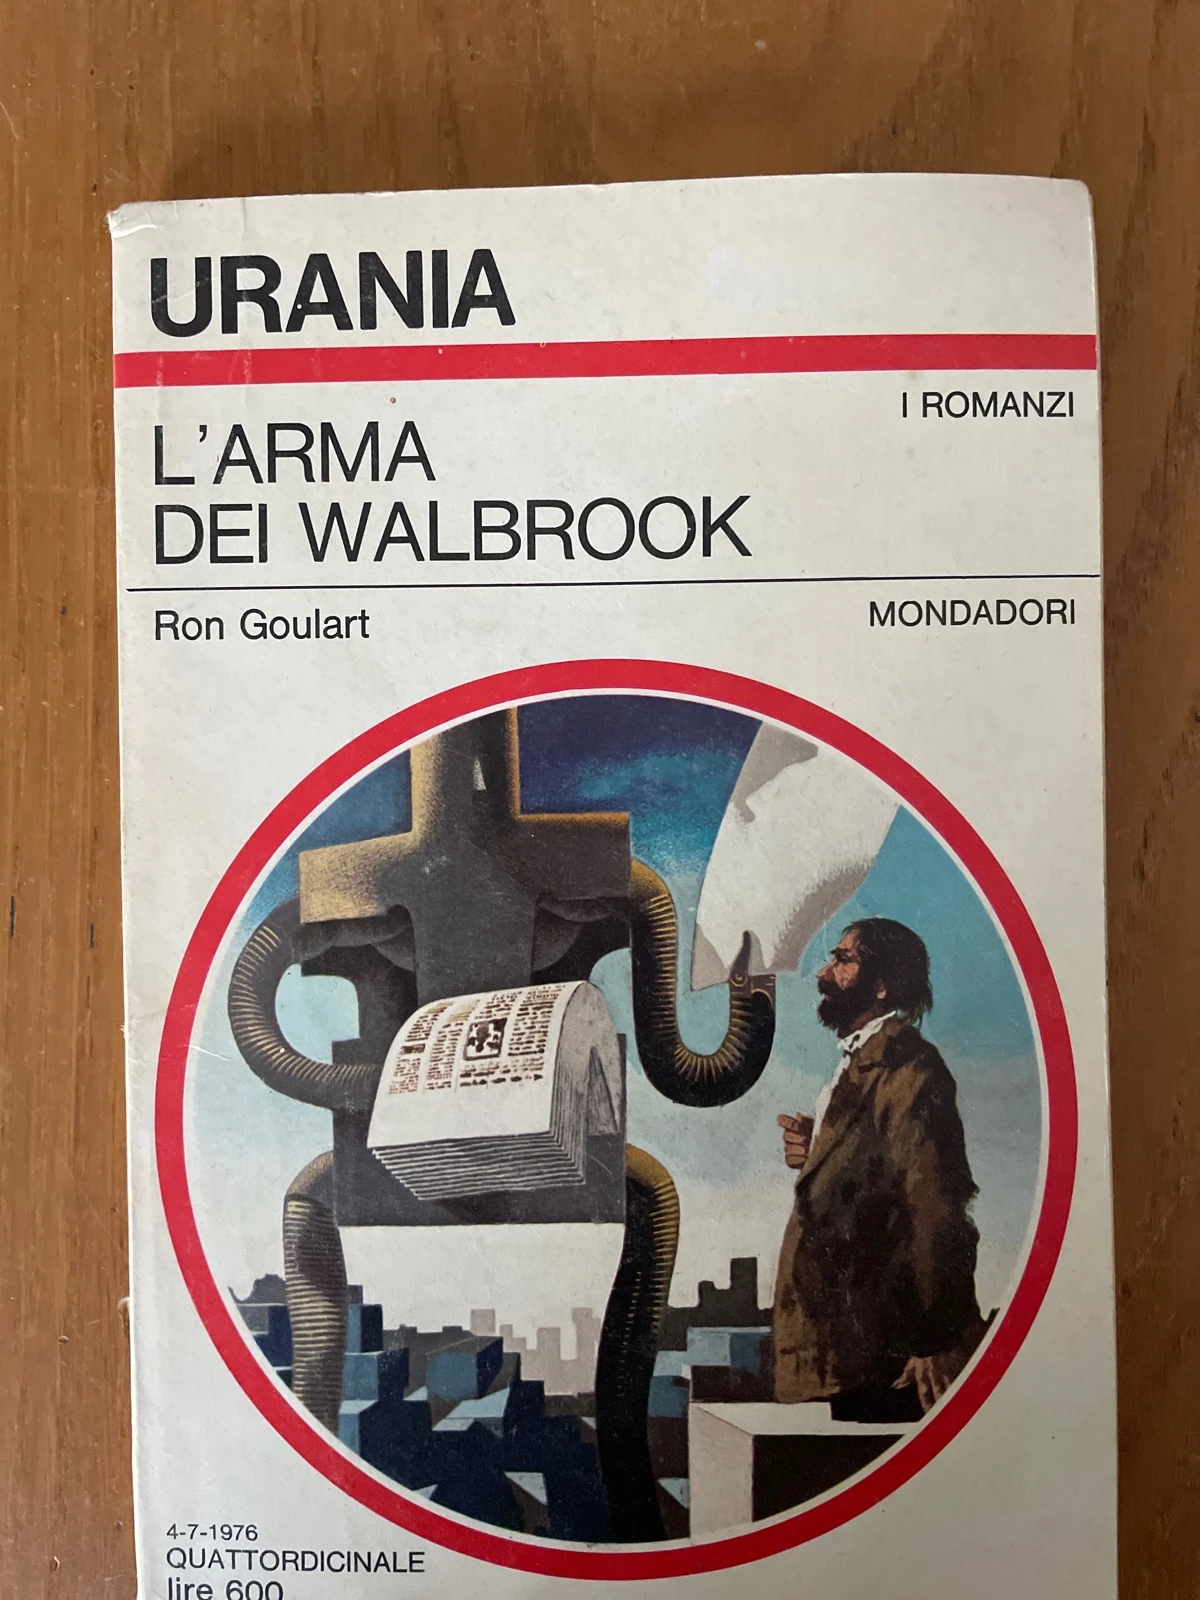 URANIA
I ROMANZI
L'ARMA
DEI WALBROOK
Ron Goulart
MONDADORI
4-7-1976
QUATTORDICINALE
lire 600